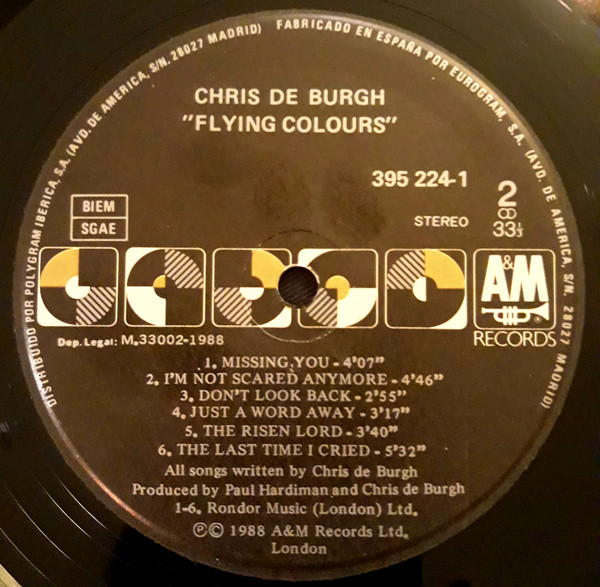 DISTRIBUIDO POR POLYGRAM IBERICA, S.A. (AVD. DE AMERICA, S/N. 28027 MADRID)
FABRICADO EN ESPAÑA POR EUROGRAM, S.A. (AVD. DE AMERICA, S/N. 28027 MADRID)
CHRIS DE BURGH
"FLYING COLOURS"
395 224-1
2
33⅓
STEREO
BIEM
SGAE
A&M
®
RECORDS
Dep. Legal: M.33002-1988
1. MISSING YOU - 4'07"
2. I'M NOT SCARED ANYMORE - 4'46"
3. DON'T LOOK BACK - 2'55"
4. JUST A WORD AWAY - 3'17"
5. THE RISEN LORD - 3'40"
6. THE LAST TIME I CRIED - 5'32"
All songs written by Chris de Burgh
Produced by Paul Hardiman and Chris de Burgh
1-6. Rondor Music (London) Ltd.
℗© 1988 A&M Records Ltd.
London